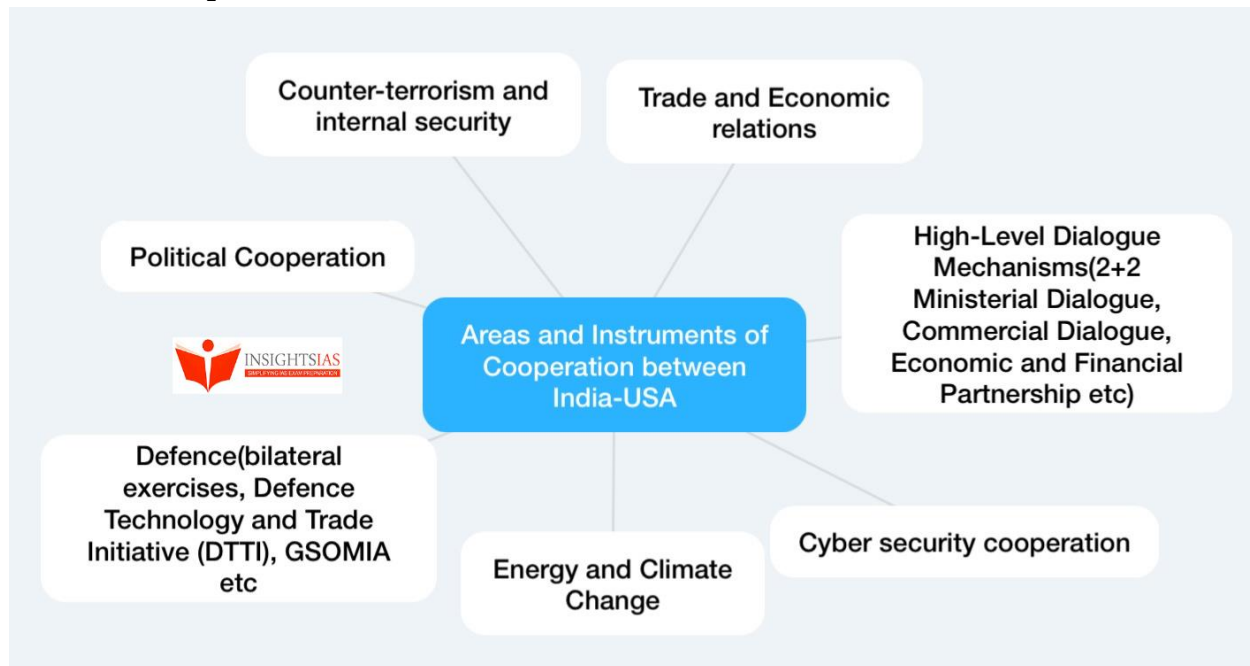 Counter-terrorism and
internal security
Trade and Economic
relations
Political Cooperation
High-Level Dialogue
Mechanisms(2+2
Ministerial Dialogue,
Commercial Dialogue,
Economic and Financial
Partnership etc)
Areas and Instruments of
Cooperation between
India-USA
INSIGHTSIAS
SIMPLIFYING IAS EXAM PREPARATION
Defence(bilateral
exercises, Defence
Technology and Trade
Initiative (DTTI), GSOMIA
etc
Energy and Climate
Change
Cyber security cooperation